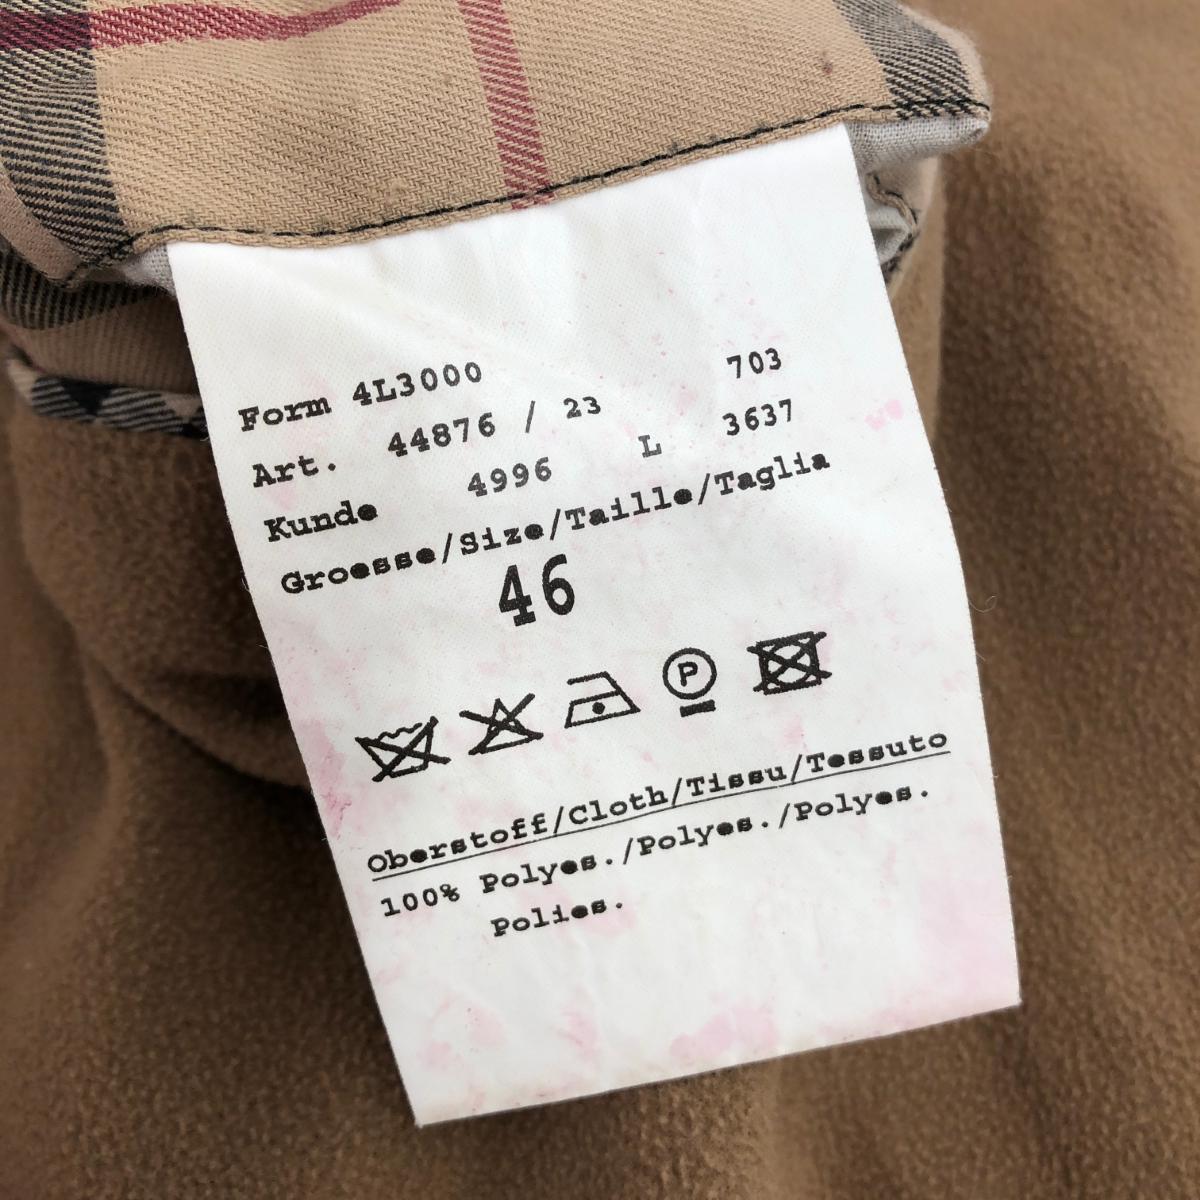 Form 4L3000 703
Art. 44876 / 23 3637
Kunde 4996 L
Groesse/Size/Taille/Taglia
46
P
Oberstoff/Cloth/Tissu/Tessuto
100% Polyes./Polyes./Polyes.
Polies.